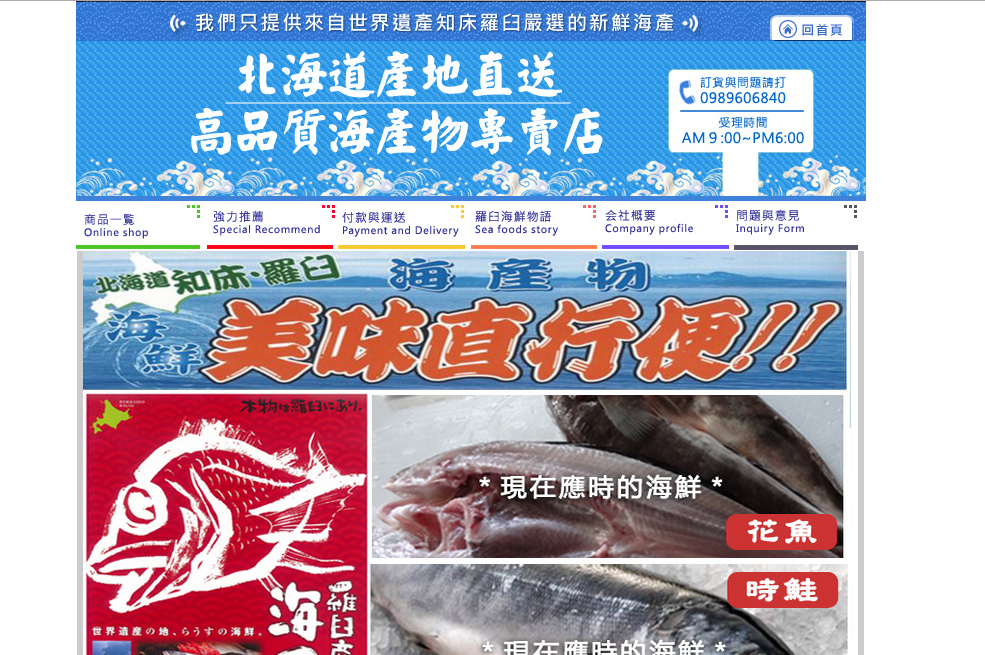 我們只提供來自世界遺產知床羅臼嚴選的新鮮海產
回首頁
北海道產地直送
高品質海產物專賣店
訂貨與問題請打
0989606840
受理時間
AM 9:00~PM6:00
商品一覧
Online shop
強力推薦
Special Recommend
付款與運送
Payment and Delivery
羅臼海鮮物語
Sea foods story
会社概要
Company profile
問題與意見
Inquiry Form
北海道 知床・羅臼 海産物
海鮮 美味直行便!!
本物は羅臼にあり。
* 現在應時的海鮮 *
花魚
時鮭
羅臼産
海
世界遺産の地、らうすの海鮮。
* 現在應時的海鮮 *